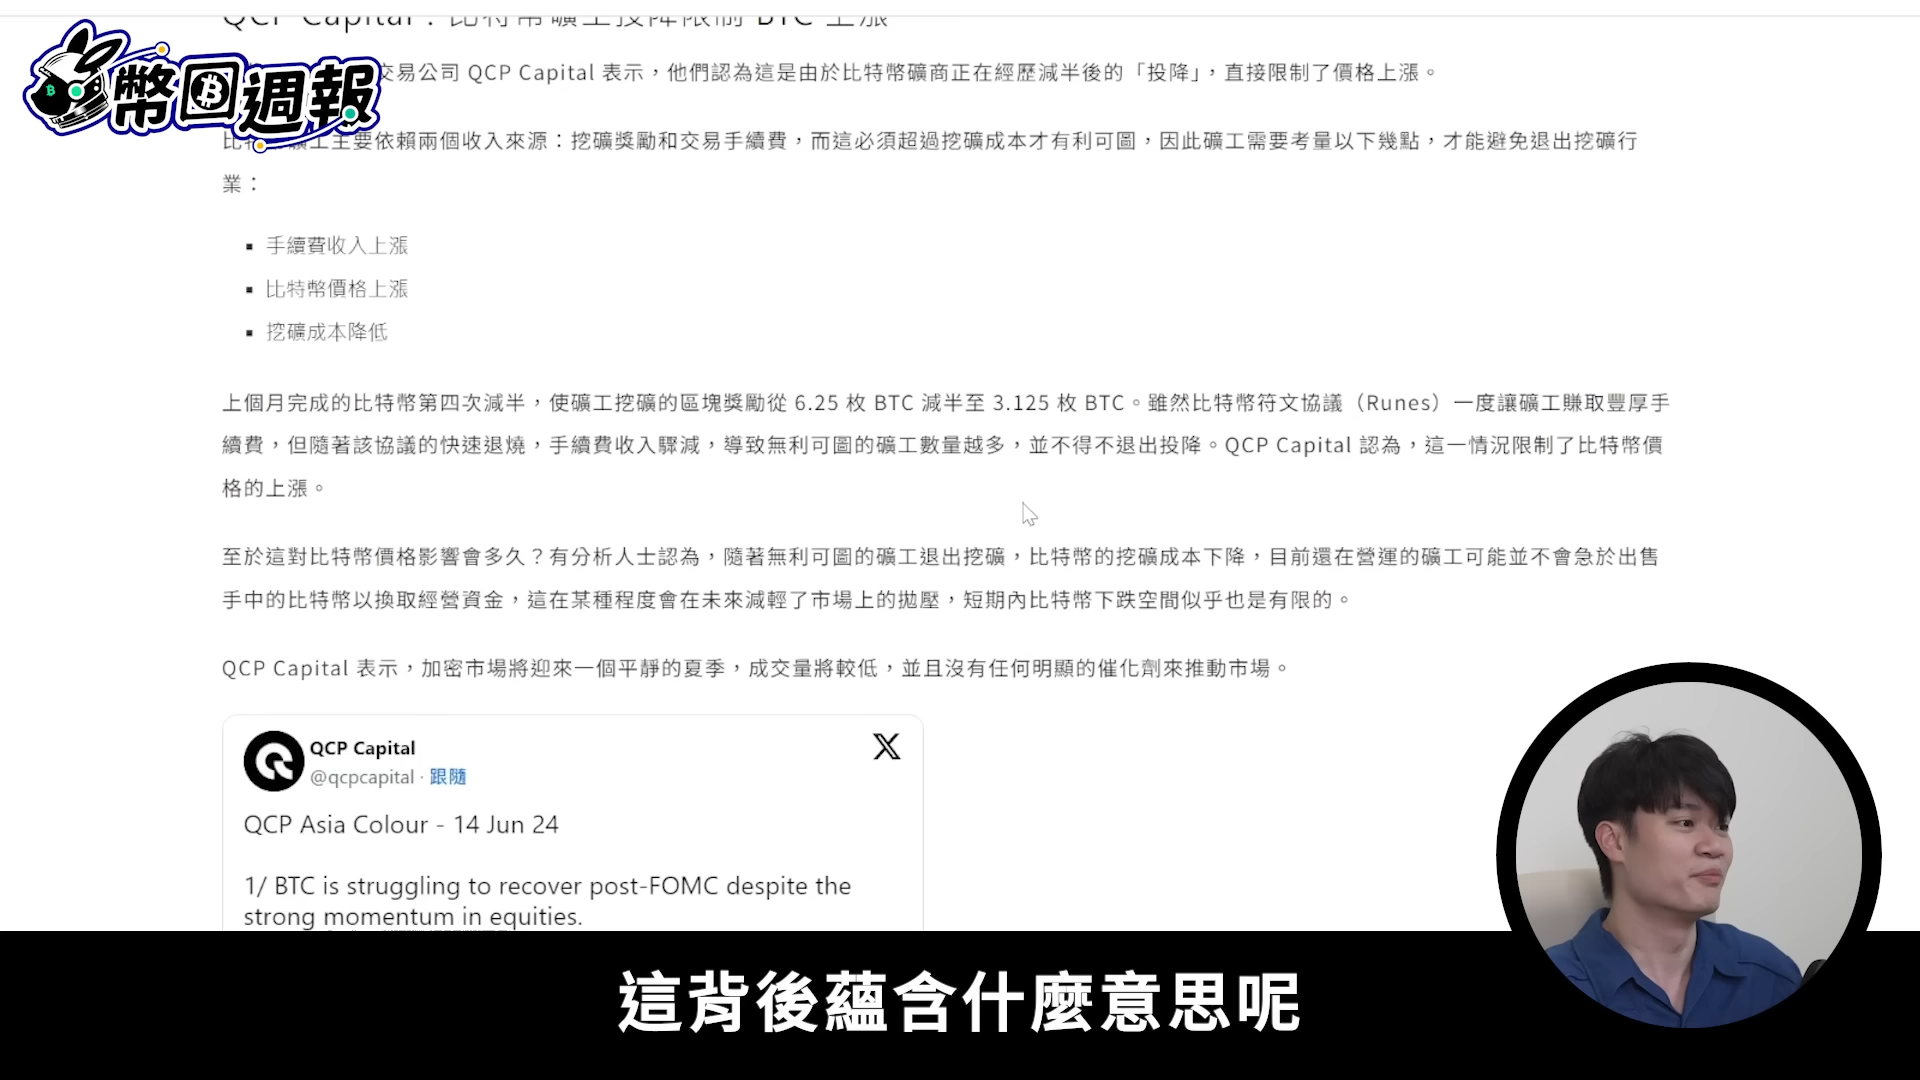 QCP Capital：比特幣礦工投降限制 BTC 上漲
幣圈週報
交易公司 QCP Capital 表示，他們認為這是由於比特幣礦商正在經歷減半後的「投降」，直接限制了價格上漲。
比特幣礦工主要依賴兩個收入來源：挖礦獎勵和交易手續費，而這必須超過挖礦成本才有利可圖，因此礦工需要考量以下幾點，才能避免退出挖礦行
業：
▪ 手續費收入上漲
▪ 比特幣價格上漲
▪ 挖礦成本降低
上個月完成的比特幣第四次減半，使礦工挖礦的區塊獎勵從 6.25 枚 BTC 減半至 3.125 枚 BTC。雖然比特幣符文協議（Runes）一度讓礦工賺取豐厚手
續費，但隨著該協議的快速退燒，手續費收入驟減，導致無利可圖的礦工數量越多，並不得不退出投降。QCP Capital 認為，這一情況限制了比特幣價
格的上漲。
至於這對比特幣價格影響會多久？有分析人士認為，隨著無利可圖的礦工退出挖礦，比特幣的挖礦成本下降，目前還在營運的礦工可能並不會急於出售
手中的比特幣以換取經營資金，這在某種程度會在未來減輕了市場上的拋壓，短期內比特幣下跌空間似乎也是有限的。
QCP Capital 表示，加密市場將迎來一個平靜的夏季，成交量將較低，並且沒有任何明顯的催化劑來推動市場。
QCP Capital
@qcpcapital · 跟隨
QCP Asia Colour - 14 Jun 24
1/ BTC is struggling to recover post-FOMC despite the
strong momentum in equities.
這背後蘊含什麼意思呢